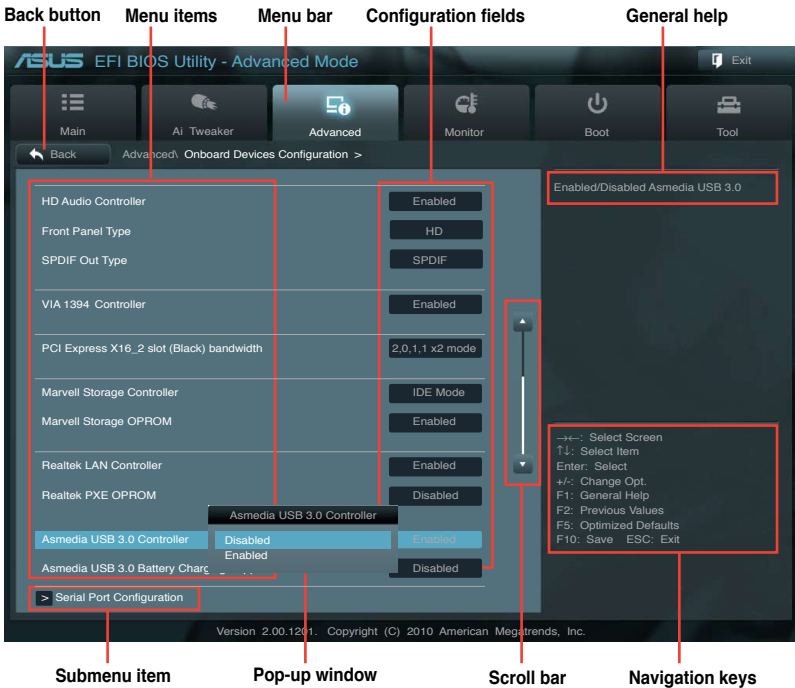 Back button Menu items Menu bar Configuration fields General help
ASUS EFI BIOS Utility - Advanced Mode
Exit
Main Ai Tweaker Advanced Monitor Boot Tool
Back Advanced\ Onboard Devices Configuration >
Enabled/Disabled Asmedia USB 3.0
HD Audio Controller Enabled
Front Panel Type HD
SPDIF Out Type SPDIF
VIA 1394 Controller Enabled
PCI Express X16_2 slot (Black) bandwidth 2,0,1,1 x2 mode
Marvell Storage Controller IDE Mode
Marvell Storage OPROM Enabled
Realtek LAN Controller Enabled
Realtek PXE OPROM Disabled
Asmedia USB 3.0 Controller
Asmedia USB 3.0 Controller Enabled
Disabled
Enabled
Asmedia USB 3.0 Battery Disabled
> Serial Port Configuration
→←: Select Screen
↑↓: Select Item
Enter: Select
+/-: Change Opt.
F1: General Help
F2: Previous Values
F5: Optimized Defaults
F10: Save ESC: Exit
Version 2.00.1201. Copyright (C) 2010 American Megatrends, Inc.
Submenu item Pop-up window Scroll bar Navigation keys